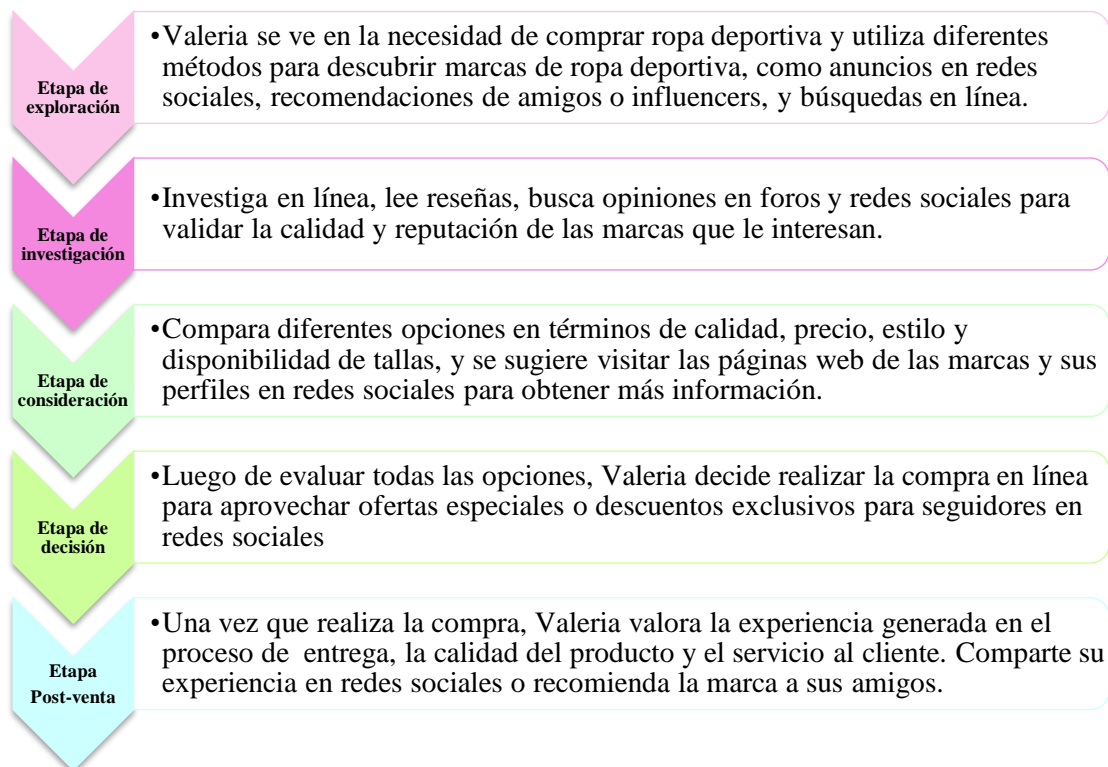 Etapa de
exploración
•Valeria se ve en la necesidad de comprar ropa deportiva y utiliza diferentes
métodos para descubrir marcas de ropa deportiva, como anuncios en redes
sociales, recomendaciones de amigos o influencers, y búsquedas en línea.
Etapa de
investigación
•Investiga en línea, lee reseñas, busca opiniones en foros y redes sociales para
validar la calidad y reputación de las marcas que le interesan.
Etapa de
consideración
•Compara diferentes opciones en términos de calidad, precio, estilo y
disponibilidad de tallas, y se sugiere visitar las páginas web de las marcas y sus
perfiles en redes sociales para obtener más información.
Etapa de
decisión
•Luego de evaluar todas las opciones, Valeria decide realizar la compra en línea
para aprovechar ofertas especiales o descuentos exclusivos para seguidores en
redes sociales
Etapa
Post-venta
•Una vez que realiza la compra, Valeria valora la experiencia generada en el
proceso de entrega, la calidad del producto y el servicio al cliente. Comparte su
experiencia en redes sociales o recomienda la marca a sus amigos.